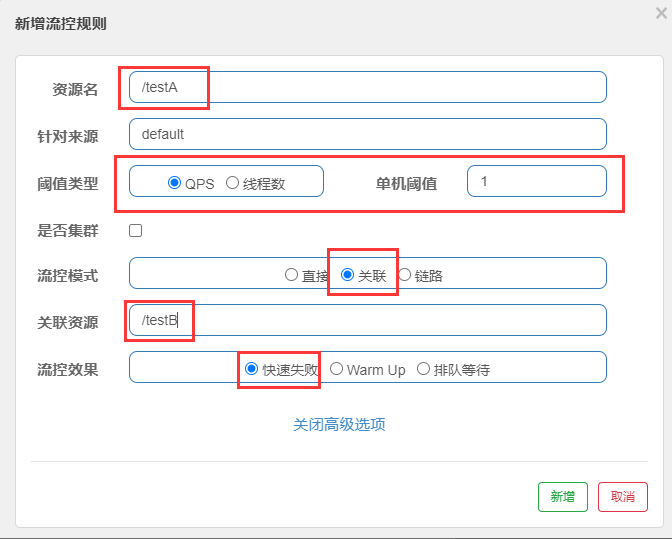 新增流控规则
×
资源名 /testA
针对来源 default
阈值类型 QPS 线程数 单机阈值 1
是否集群
流控模式 直接 关联 链路
关联资源 /testB
流控效果 快速失败 Warm Up 排队等待
关闭高级选项
新增 取消